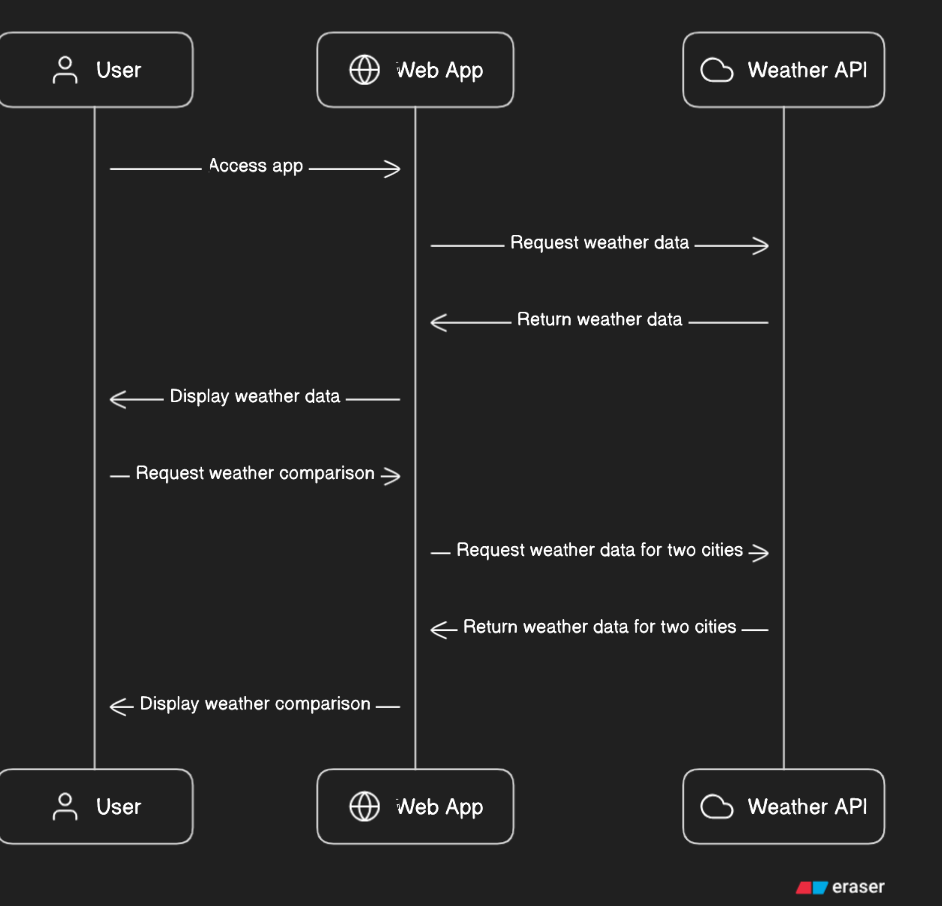 User
Web App
Weather API
Access app
Request weather data
Return weather data
Display weather data
Request weather comparison
Request weather data for two cities
Return weather data for two cities
Display weather comparison
User
Web App
Weather API
eraser